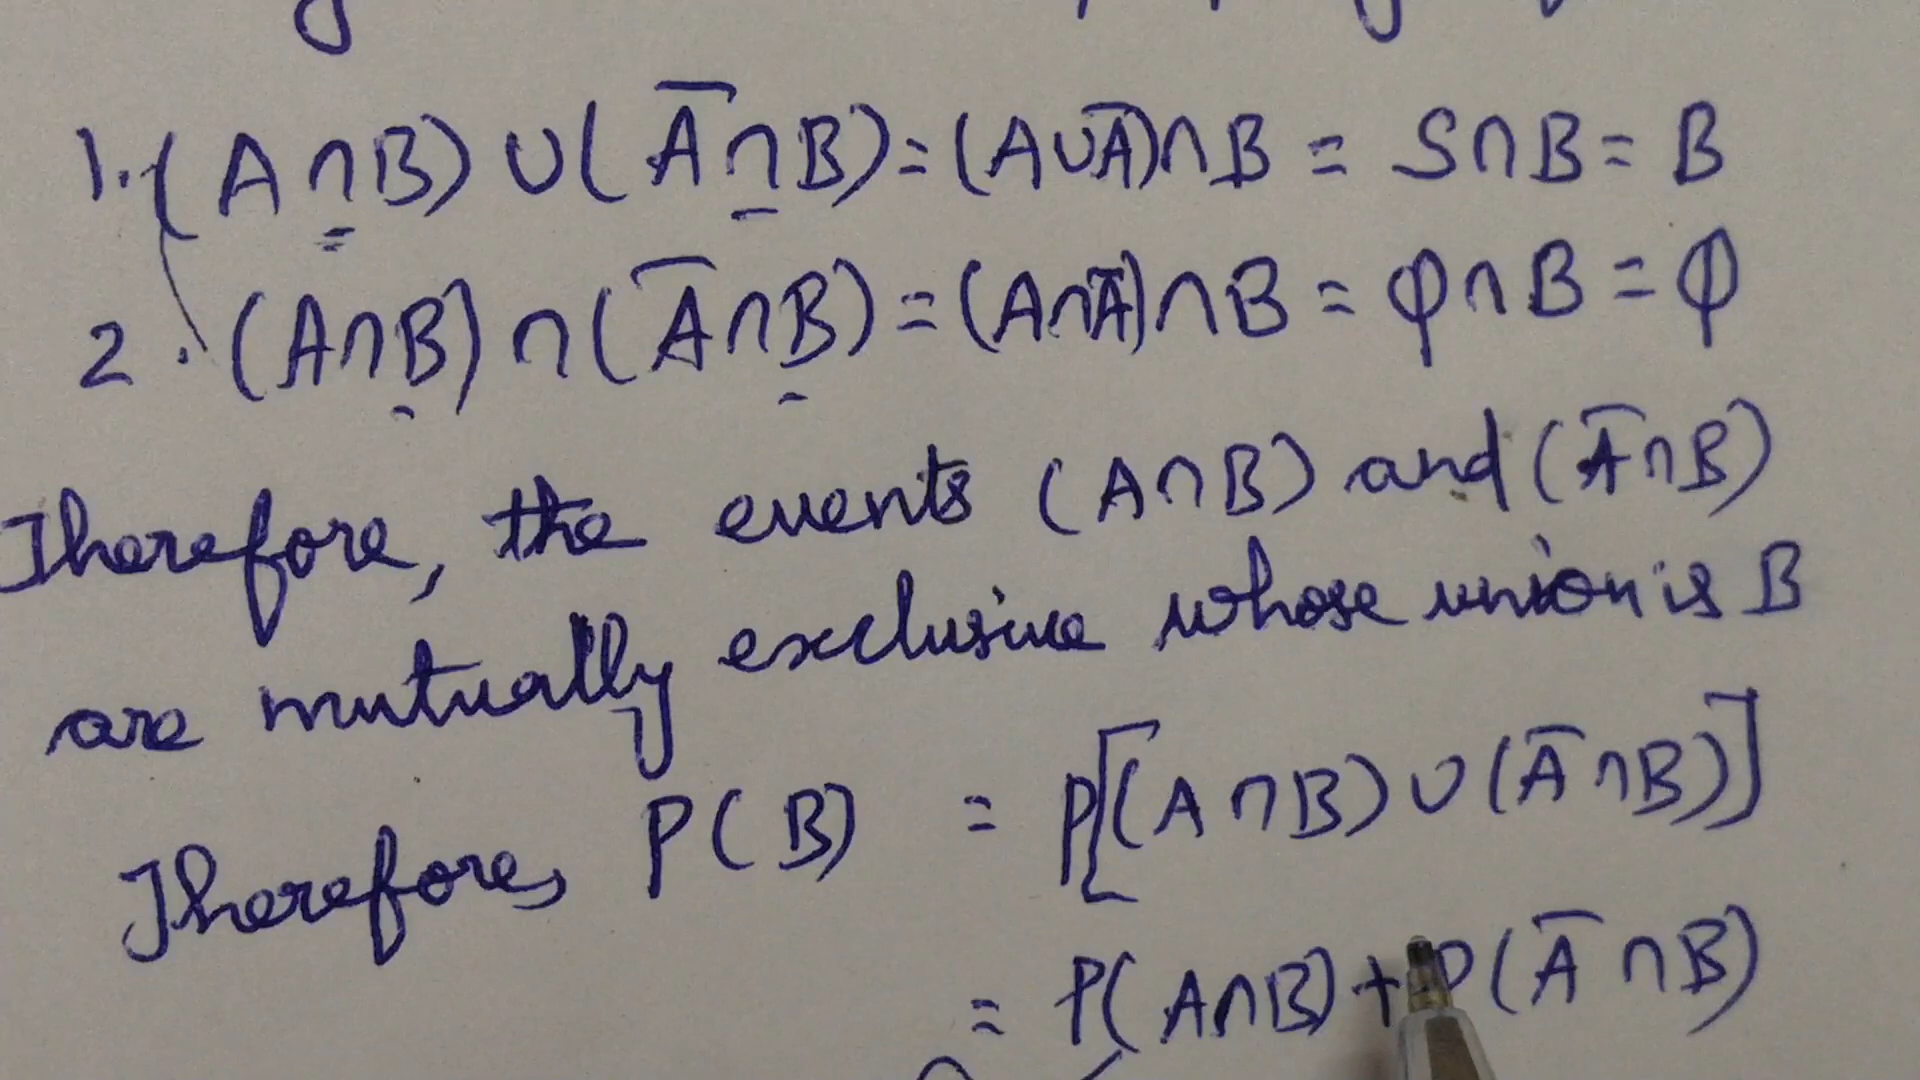 1. (A∩B) ∪ (A̅∩B) = (A∪A̅)∩B = S∩B = B
2. (A∩B) ∩ (A̅∩B) = (A∩A̅)∩B = φ∩B = φ
Therefore, the events (A∩B) and (A̅∩B)
are mutually exclusive whose union is B
Therefore, P(B) = P[(A∩B) ∪ (A̅∩B)]
= P(A∩B) + P(A̅∩B)